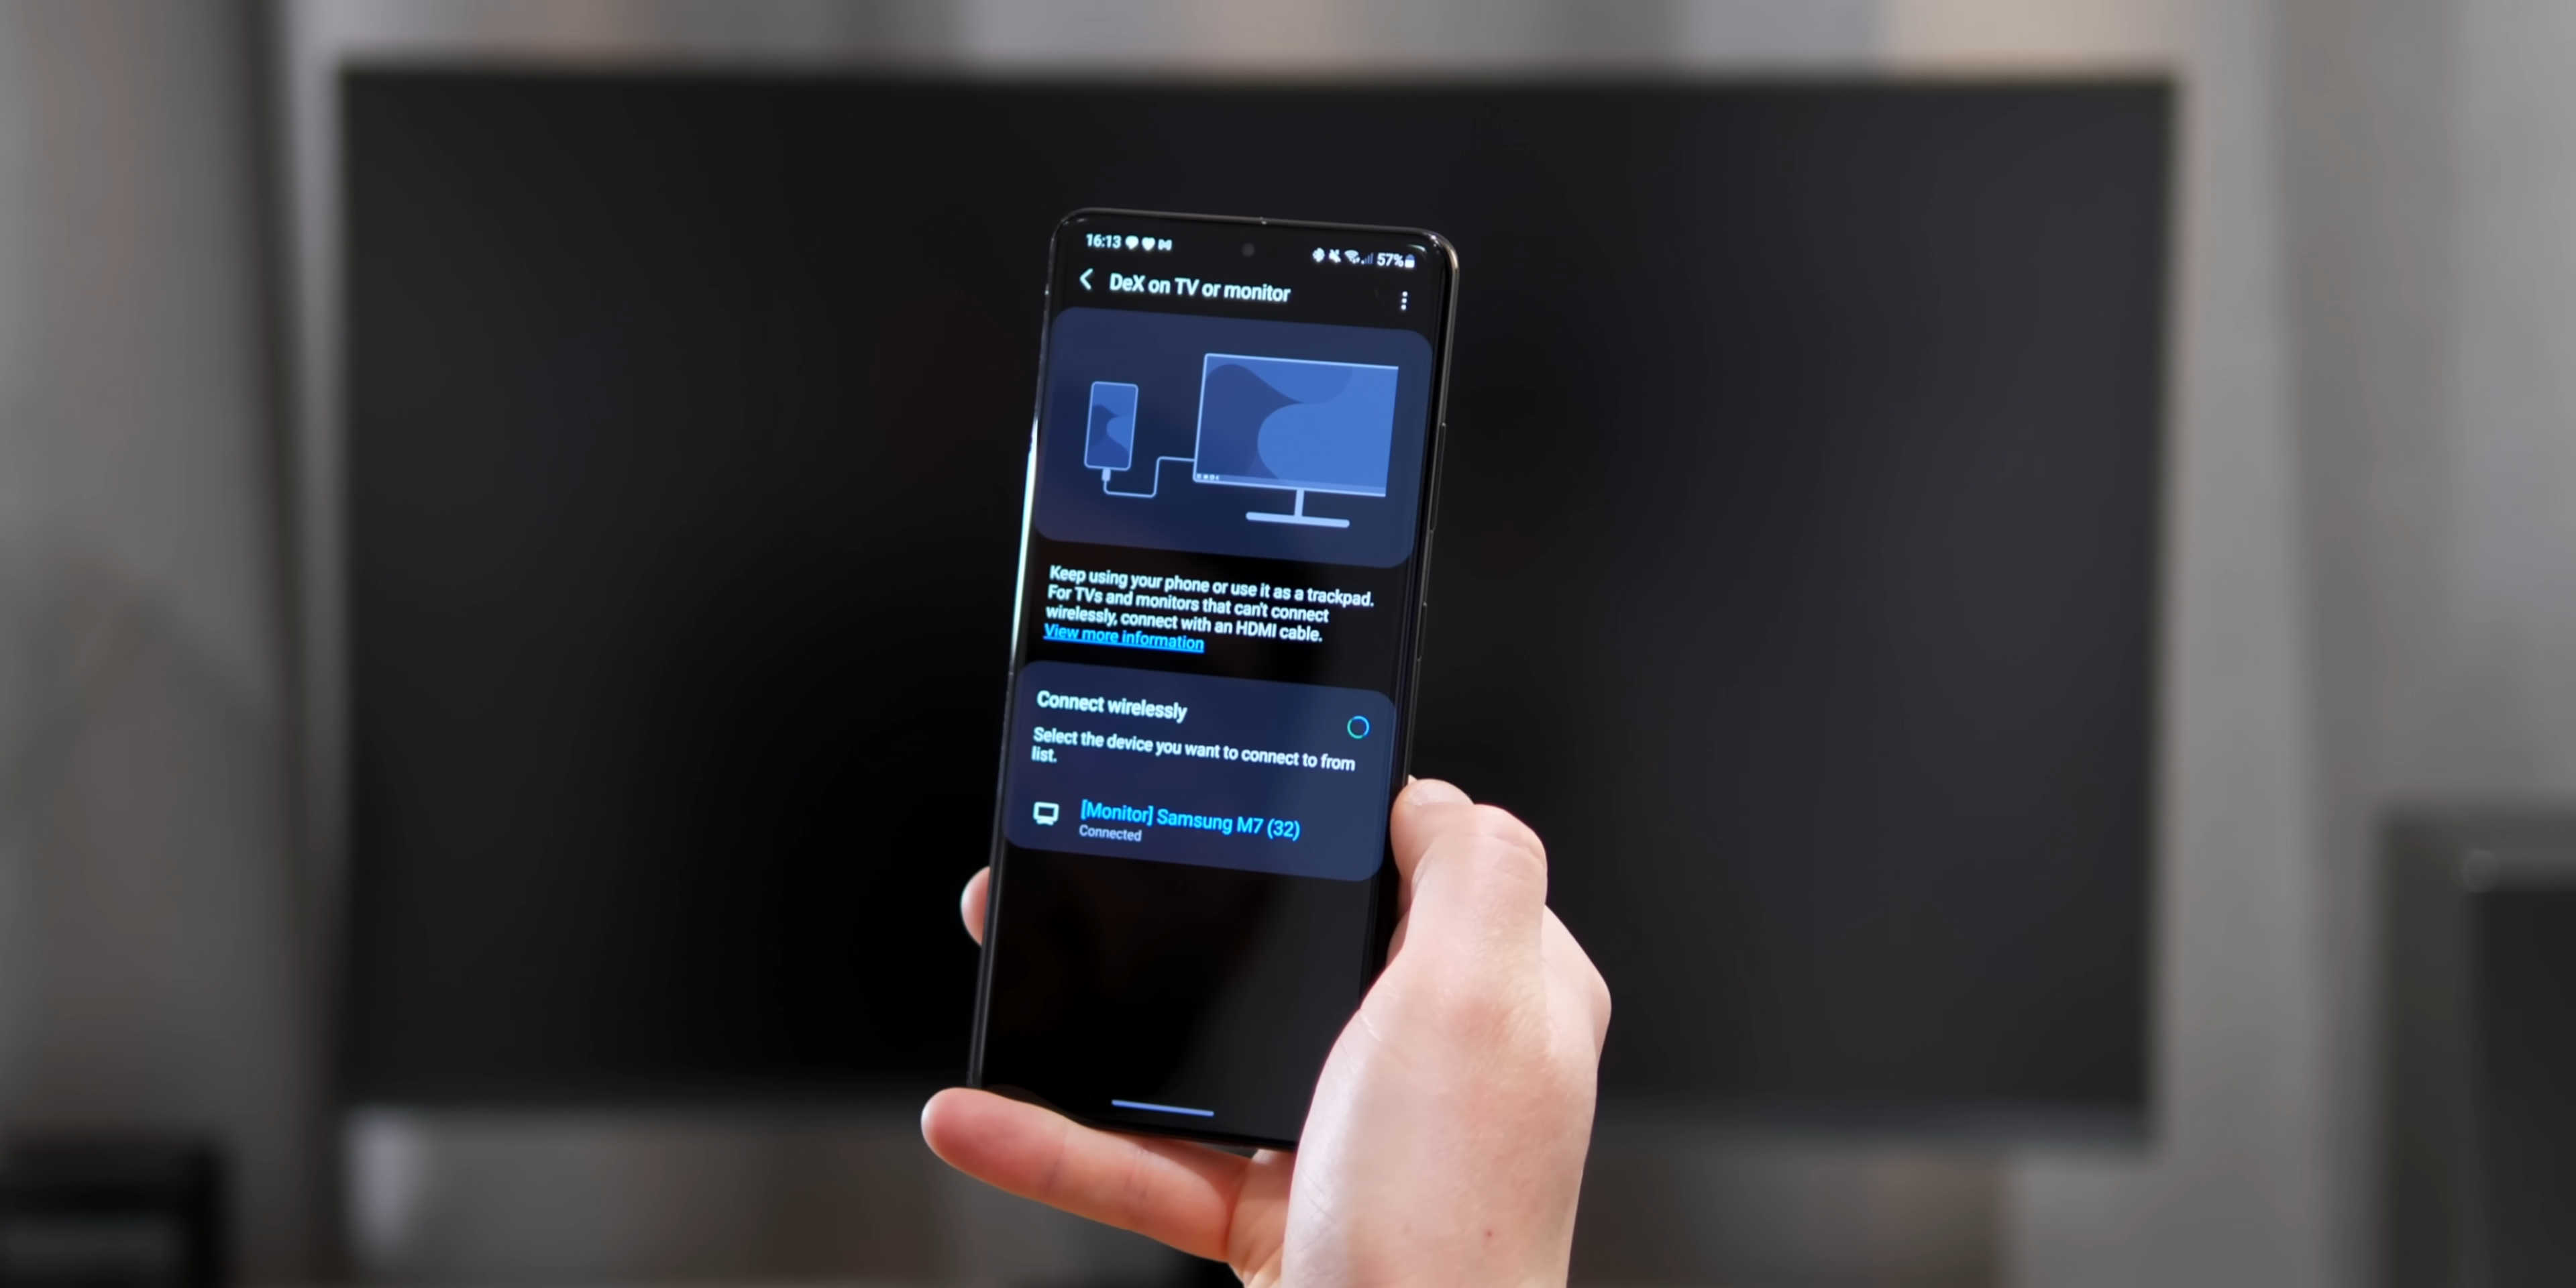 16:13 57%
DeX on TV or monitor
Keep using your phone or use it as a trackpad.
For TVs and monitors that can't connect
wirelessly, connect with an HDMI cable.
View more information
Connect wirelessly
Select the device you want to connect to from
list.
[Monitor] Samsung M7 (32)
Connected